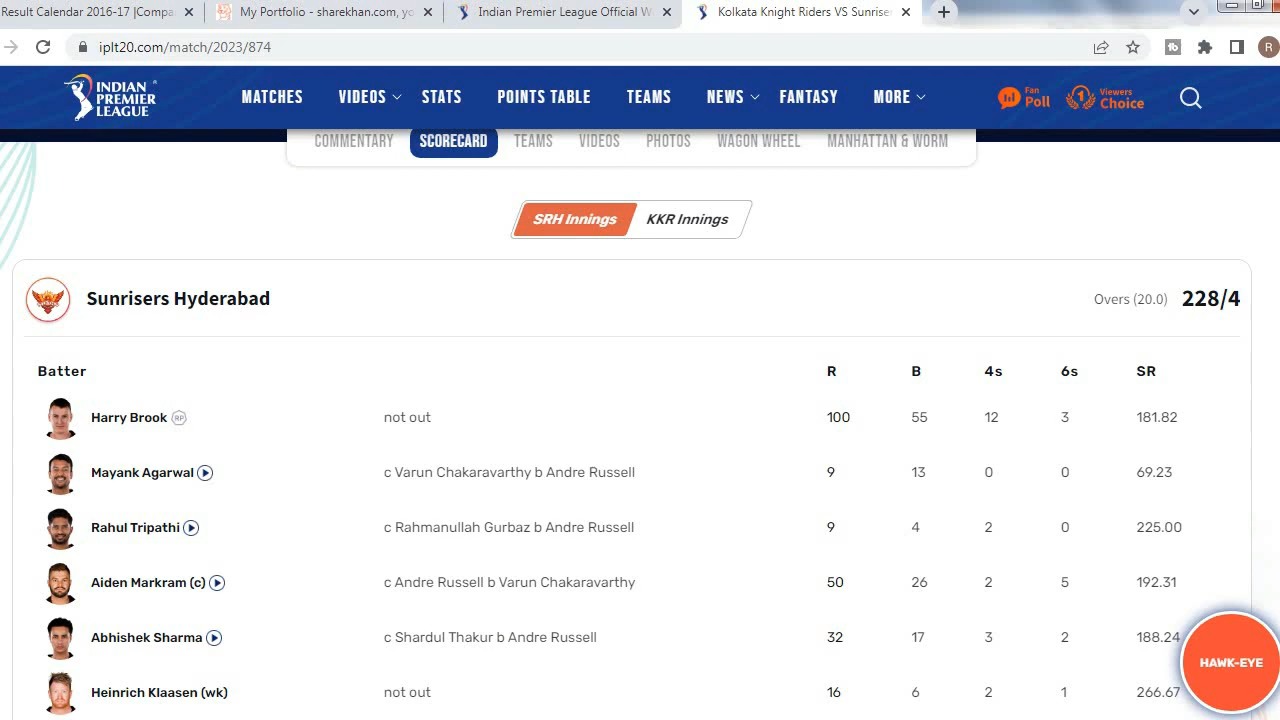 Result Calendar 2016-17 |Compa
My Portfolio - sharekhan.com, yo
Indian Premier League Official W
Kolkata Knight Riders VS Sunrise
iplt20.com/match/2023/874
R
INDIAN
PREMIER
LEAGUE
MATCHES
VIDEOS
STATS
POINTS TABLE
TEAMS
NEWS
FANTASY
MORE
Fan
Poll
Viewers
Choice
COMMENTARY
SCORECARD
TEAMS
VIDEOS
PHOTOS
WAGON WHEEL
MANHATTAN & WORM
SRH Innings
KKR Innings
Sunrisers Hyderabad
Overs (20.0) 228/4
Batter R B 4s 6s SR
Harry Brook RP not out 100 55 12 3 181.82
Mayank Agarwal c Varun Chakaravarthy b Andre Russell 9 13 0 0 69.23
Rahul Tripathi c Rahmanullah Gurbaz b Andre Russell 9 4 2 0 225.00
Aiden Markram (c) c Andre Russell b Varun Chakaravarthy 50 26 2 5 192.31
Abhishek Sharma c Shardul Thakur b Andre Russell 32 17 3 2 188.24
Heinrich Klaasen (wk) not out 16 6 2 1 266.67
HAWK-EYE